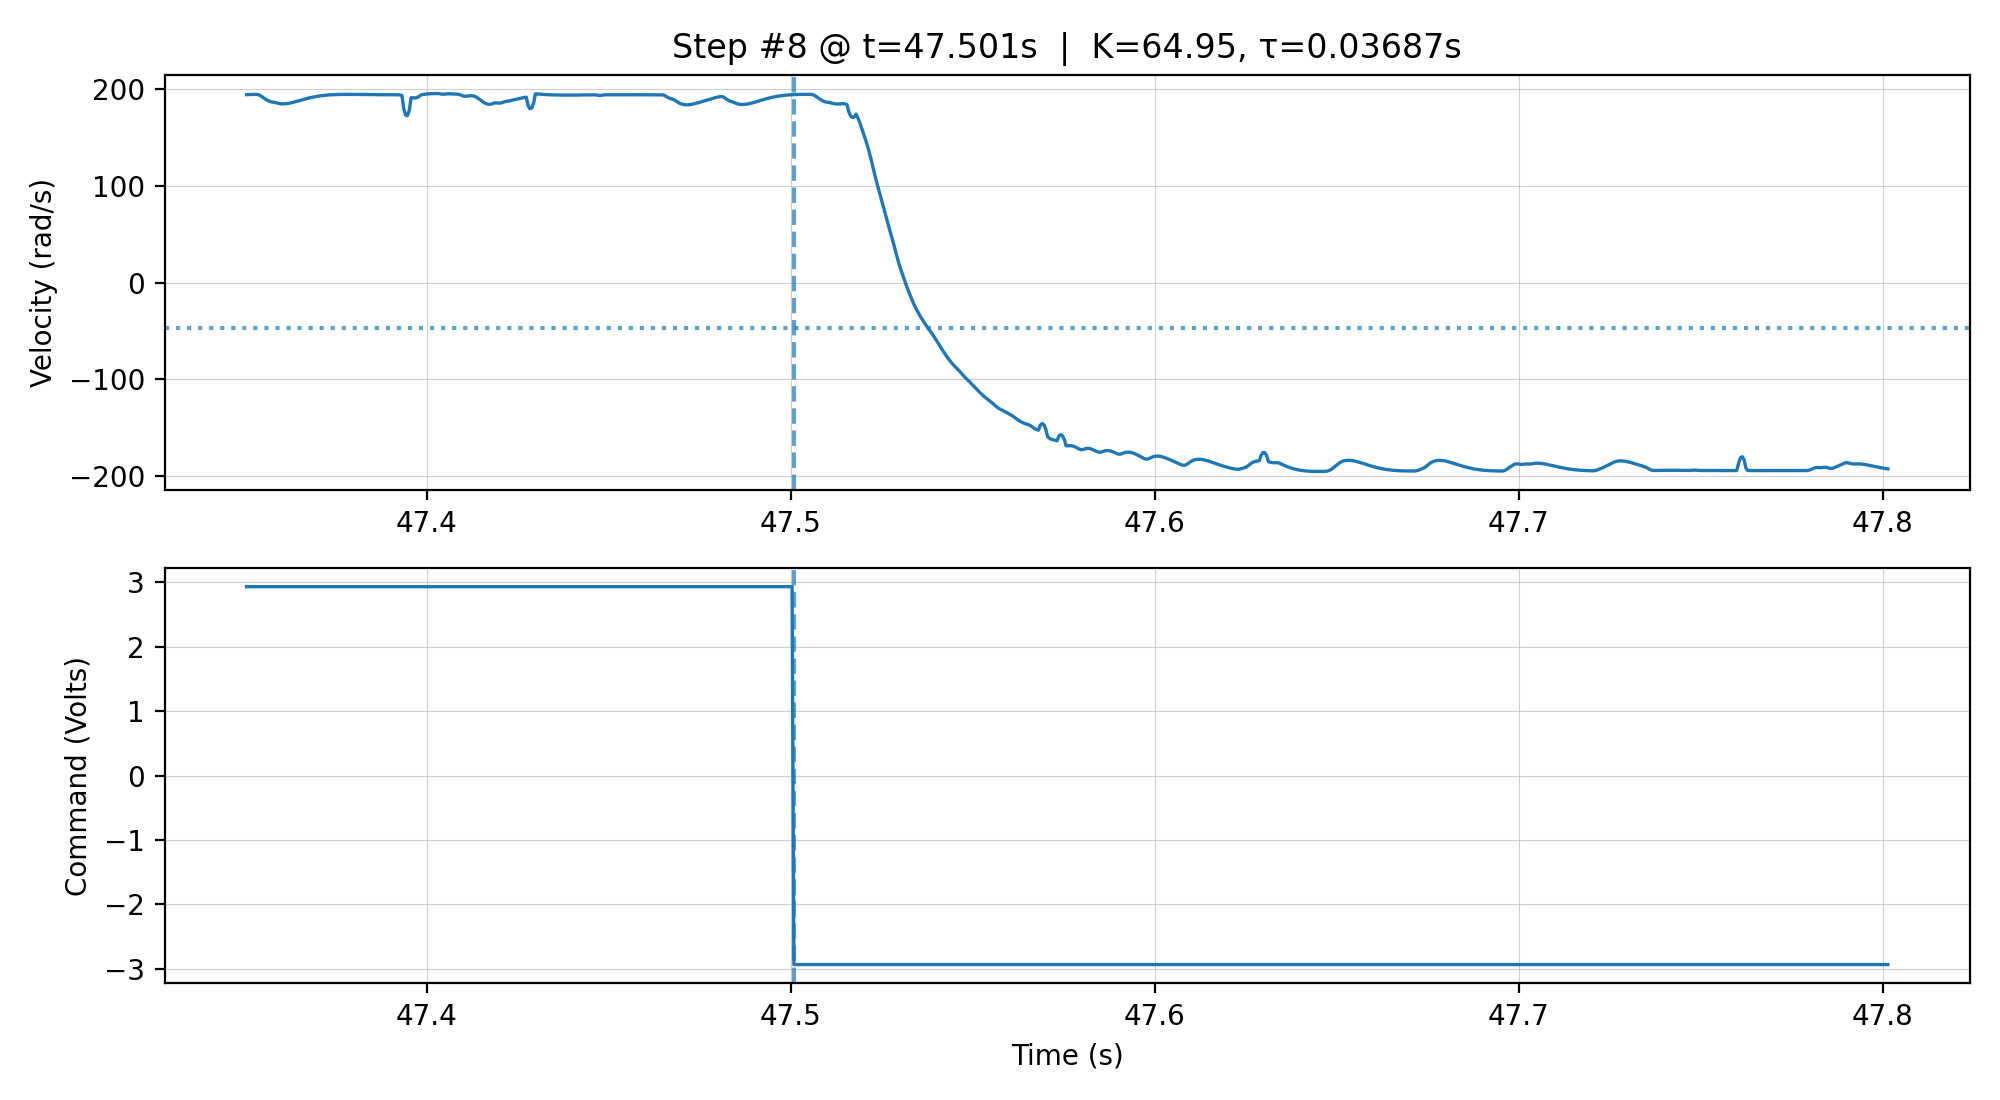 Step #8 @ t=47.501s | K=64.95, τ=0.03687s
Velocity (rad/s)
200
100
0
−100
−200
47.4 47.5 47.6 47.7 47.8
Command (Volts)
3
2
1
0
−1
−2
−3
47.4 47.5 47.6 47.7 47.8
Time (s)